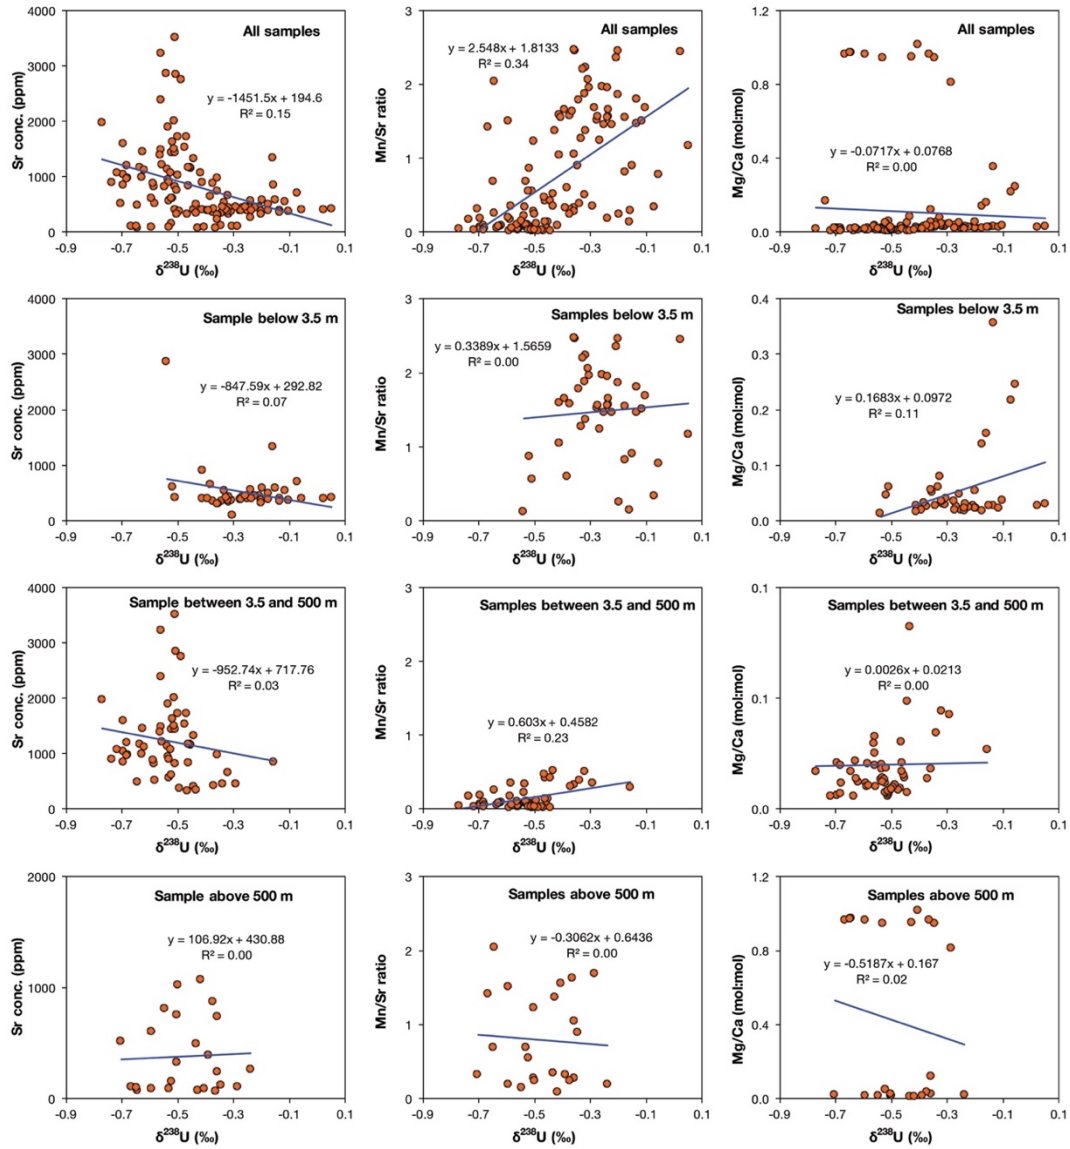 All samples
y = -1451.5x + 194.6
R² = 0.15
Sr conc. (ppm)
4000
3000
2000
1000
0
-0.9 -0.7 -0.5 -0.3 -0.1 0.1
δ²³⁸U (‰)
All samples
y = 2.548x + 1.8133
R² = 0.34
Mn/Sr ratio
3
2
1
0
-0.9 -0.7 -0.5 -0.3 -0.1 0.1
δ²³⁸U (‰)
All samples
y = -0.0717x + 0.0768
R² = 0.00
Mg/Ca (mol:mol)
1.2
0.8
0.4
0.0
-0.9 -0.7 -0.5 -0.3 -0.1 0.1
δ²³⁸U (‰)
Sample below 3.5 m
y = -847.59x + 292.82
R² = 0.07
Sr conc. (ppm)
4000
3000
2000
1000
0
-0.9 -0.7 -0.5 -0.3 -0.1 0.1
δ²³⁸U (‰)
Samples below 3.5 m
y = 0.3389x + 1.5659
R² = 0.00
Mn/Sr ratio
3
2
1
0
-0.9 -0.7 -0.5 -0.3 -0.1 0.1
δ²³⁸U (‰)
Samples below 3.5 m
y = 0.1683x + 0.0972
R² = 0.11
Mg/Ca (mol:mol)
0.4
0.3
0.2
0.1
0.0
-0.9 -0.7 -0.5 -0.3 -0.1 0.1
δ²³⁸U (‰)
Sample between 3.5 and 500 m
y = -952.74x + 717.76
R² = 0.03
Sr conc. (ppm)
4000
3000
2000
1000
0
-0.9 -0.7 -0.5 -0.3 -0.1 0.1
δ²³⁸U (‰)
Samples between 3.5 and 500 m
y = 0.603x + 0.4582
R² = 0.23
Mn/Sr ratio
3
2
1
0
-0.9 -0.7 -0.5 -0.3 -0.1 0.1
δ²³⁸U (‰)
Samples between 3.5 and 500 m
y = 0.0026x + 0.0213
R² = 0.00
Mg/Ca (mol:mol)
0.1
0.1
0.0
-0.9 -0.7 -0.5 -0.3 -0.1 0.1
δ²³⁸U (‰)
Sample above 500 m
y = 106.92x + 430.88
R² = 0.00
Sr conc. (ppm)
2000
1000
0
-0.9 -0.7 -0.5 -0.3 -0.1 0.1
δ²³⁸U (‰)
Samples above 500 m
y = -0.3062x + 0.6436
R² = 0.00
Mn/Sr ratio
3
2
1
0
-0.9 -0.7 -0.5 -0.3 -0.1 0.1
δ²³⁸U (‰)
Samples above 500 m
y = -0.5187x + 0.167
R² = 0.02
Mg/Ca (mol:mol)
1.2
0.8
0.4
0.0
-0.9 -0.7 -0.5 -0.3 -0.1 0.1
δ²³⁸U (‰)